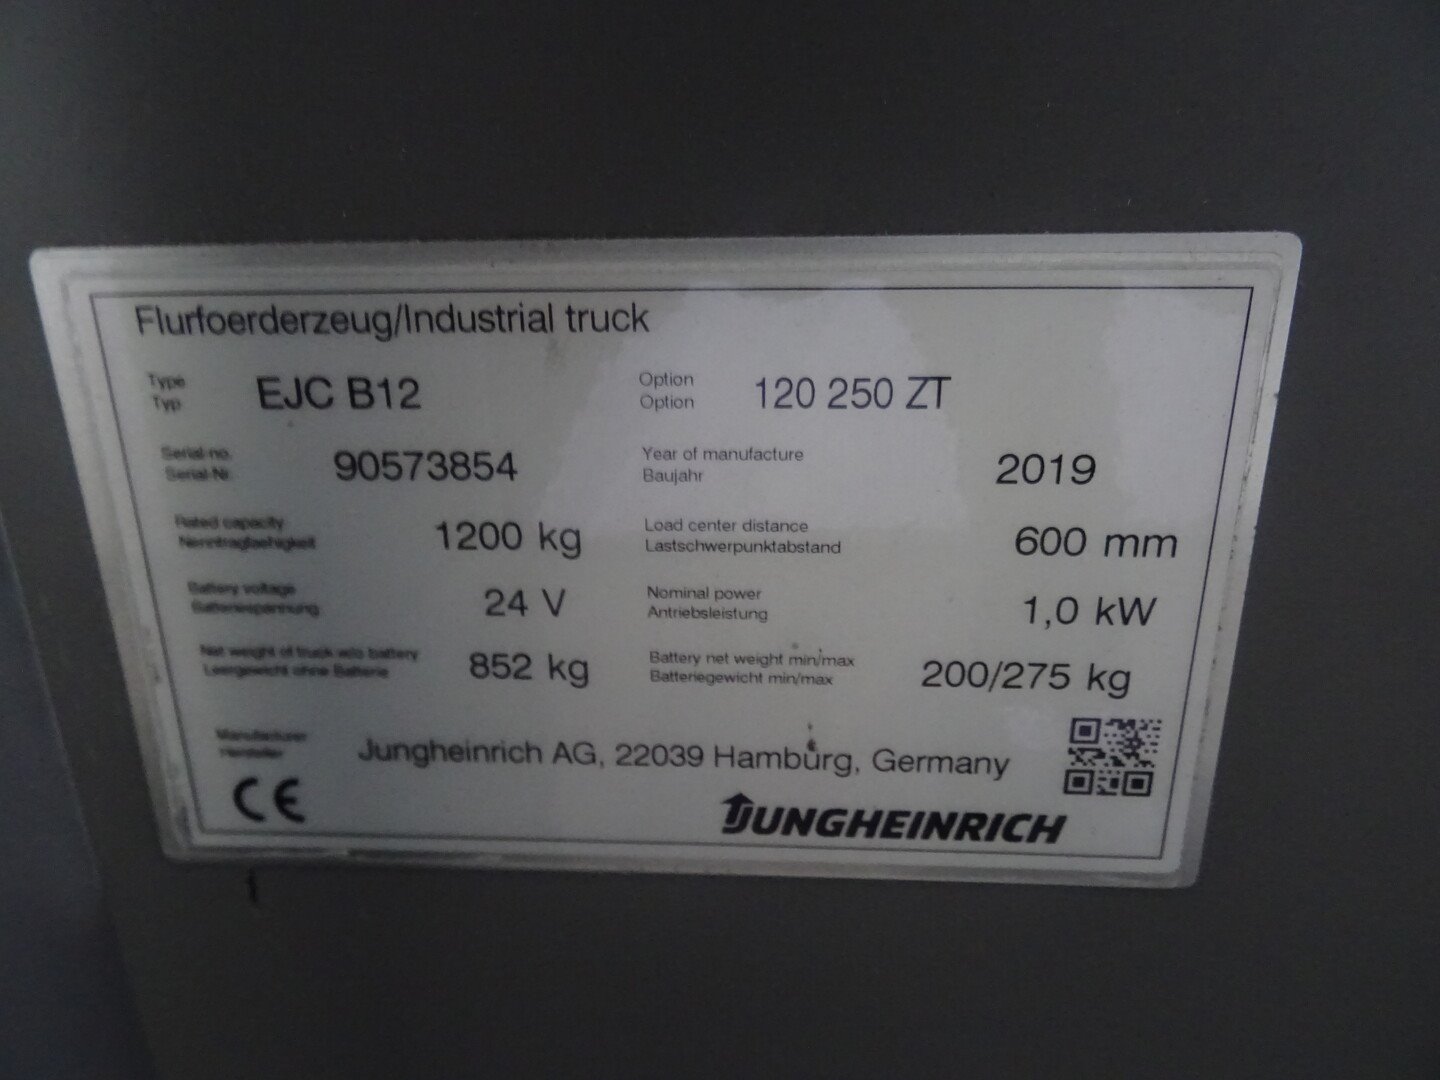 Flurfoerderzeug/Industrial truck
Type EJC B12 Option 120 250 ZT
Typ Option
Serial no. 90573854 Year of manufacture 2019
Serial-Nr. Baujahr
Rated capacity 1200 kg Load center distance 600 mm
Nenntragfaehigkeit Lastschwerpunktabstand
Battery voltage 24 V Nominal power 1,0 kW
Batteriespannung Antriebsleistung
Net weight of truck w/o battery 852 kg Battery net weight min/max 200/275 kg
Leergewicht ohne Batterie Batteriegewicht min/max
Manufacturer Jungheinrich AG, 22039 Hamburg, Germany
Hersteller
CE JUNGHEINRICH